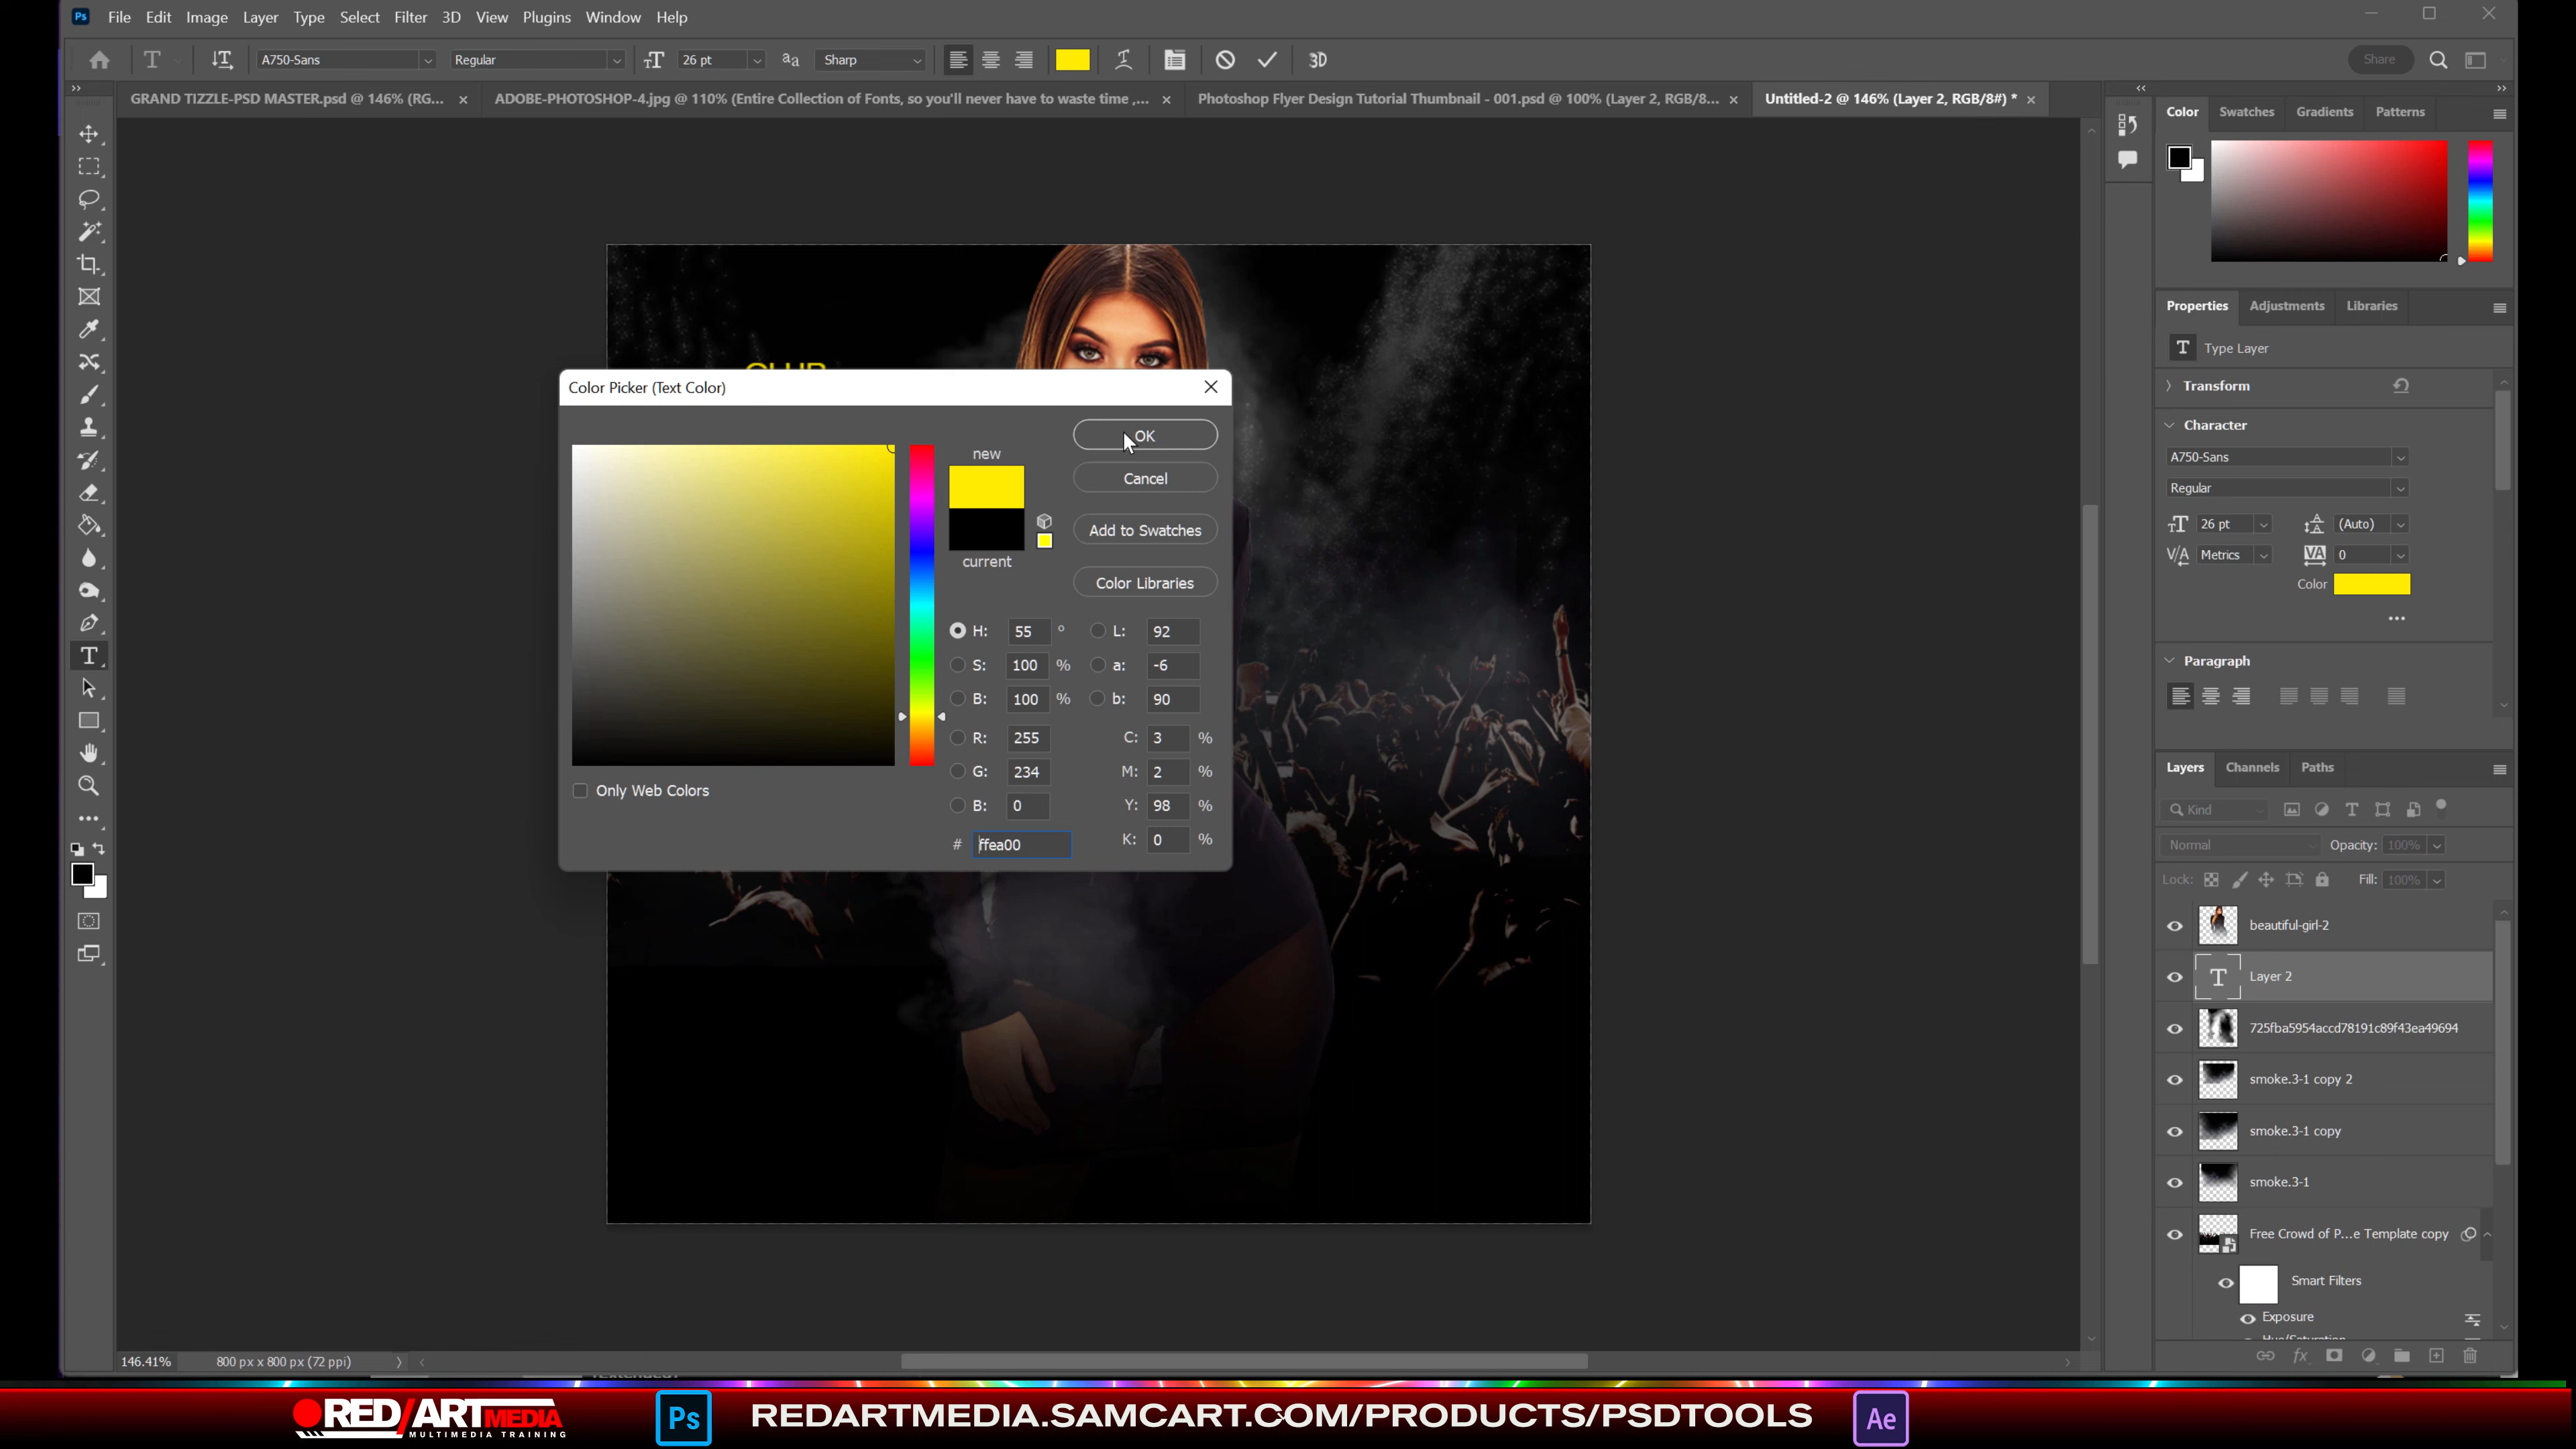 Ps File Edit Image Layer Type Select Filter 3D View Plugins Window Help
T A750-Sans Regular 26 pt Sharp 3D Share
GRAND TIZZLE-PSD MASTER.psd @ 146% (RG... × ADOBE-PHOTOSHOP-4.jpg @ 110% (Entire Collection of Fonts, so you'll never have to waste time ,... × Photoshop Flyer Design Tutorial Thumbnail - 001.psd @ 100% (Layer 2, RGB/8... × Untitled-2 @ 146% (Layer 2, RGB/8#) * ×
Color Swatches Gradients Patterns
Properties Adjustments Libraries
T Type Layer
Transform
Character
A750-Sans
Regular
26 pt (Auto)
Metrics 0
Color
Paragraph
CLUB
Color Picker (Text Color)
OK
new
Cancel
Add to Swatches
current
Color Libraries
H: 55 ° L: 92
S: 100 % a: -6
B: 100 % b: 90
R: 255 C: 3 %
G: 234 M: 2 %
B: 0 Y: 98 %
# ffea00 K: 0 %
Only Web Colors
Layers Channels Paths
Kind
Normal Opacity: 100%
Lock: Fill: 100%
beautiful-girl-2
T Layer 2
725fba5954accd78191c89f43ea49694
smoke.3-1 copy 2
smoke.3-1 copy
smoke.3-1
Free Crowd of P...e Template copy
Smart Filters
Exposure
Hue/Saturation
fx
146.41% 800 px x 800 px (72 ppi)
RED/ART MEDIA
MULTIMEDIA TRAINING
Ps
REDARTMEDIA.SAMCART.COM/PRODUCTS/PSDTOOLS
Ae